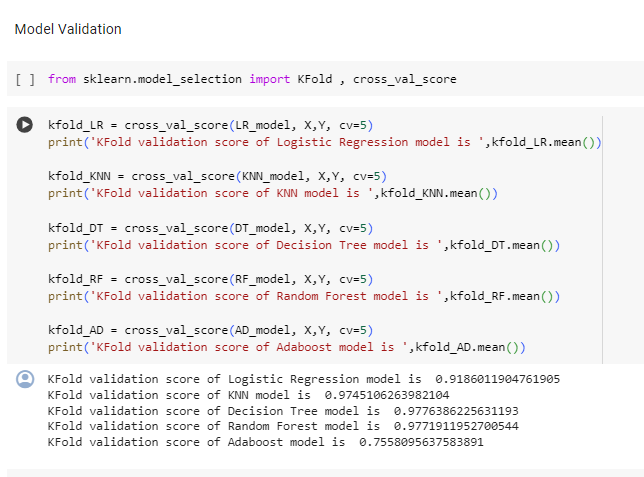 Model Validation
[ ] from sklearn.model_selection import KFold , cross_val_score
kfold_LR = cross_val_score(LR_model, X,Y, cv=5)
print('KFold validation score of Logistic Regression model is ',kfold_LR.mean())
kfold_KNN = cross_val_score(KNN_model, X,Y, cv=5)
print('KFold validation score of KNN model is ',kfold_KNN.mean())
kfold_DT = cross_val_score(DT_model, X,Y, cv=5)
print('KFold validation score of Decision Tree model is ',kfold_DT.mean())
kfold_RF = cross_val_score(RF_model, X,Y, cv=5)
print('KFold validation score of Random Forest model is ',kfold_RF.mean())
kfold_AD = cross_val_score(AD_model, X,Y, cv=5)
print('KFold validation score of Adaboost model is ',kfold_AD.mean())
KFold validation score of Logistic Regression model is  0.9186011904761905
KFold validation score of KNN model is  0.9745106263982104
KFold validation score of Decision Tree model is  0.9776386225631193
KFold validation score of Random Forest model is  0.9771911952700544
KFold validation score of Adaboost model is  0.7558095637583891